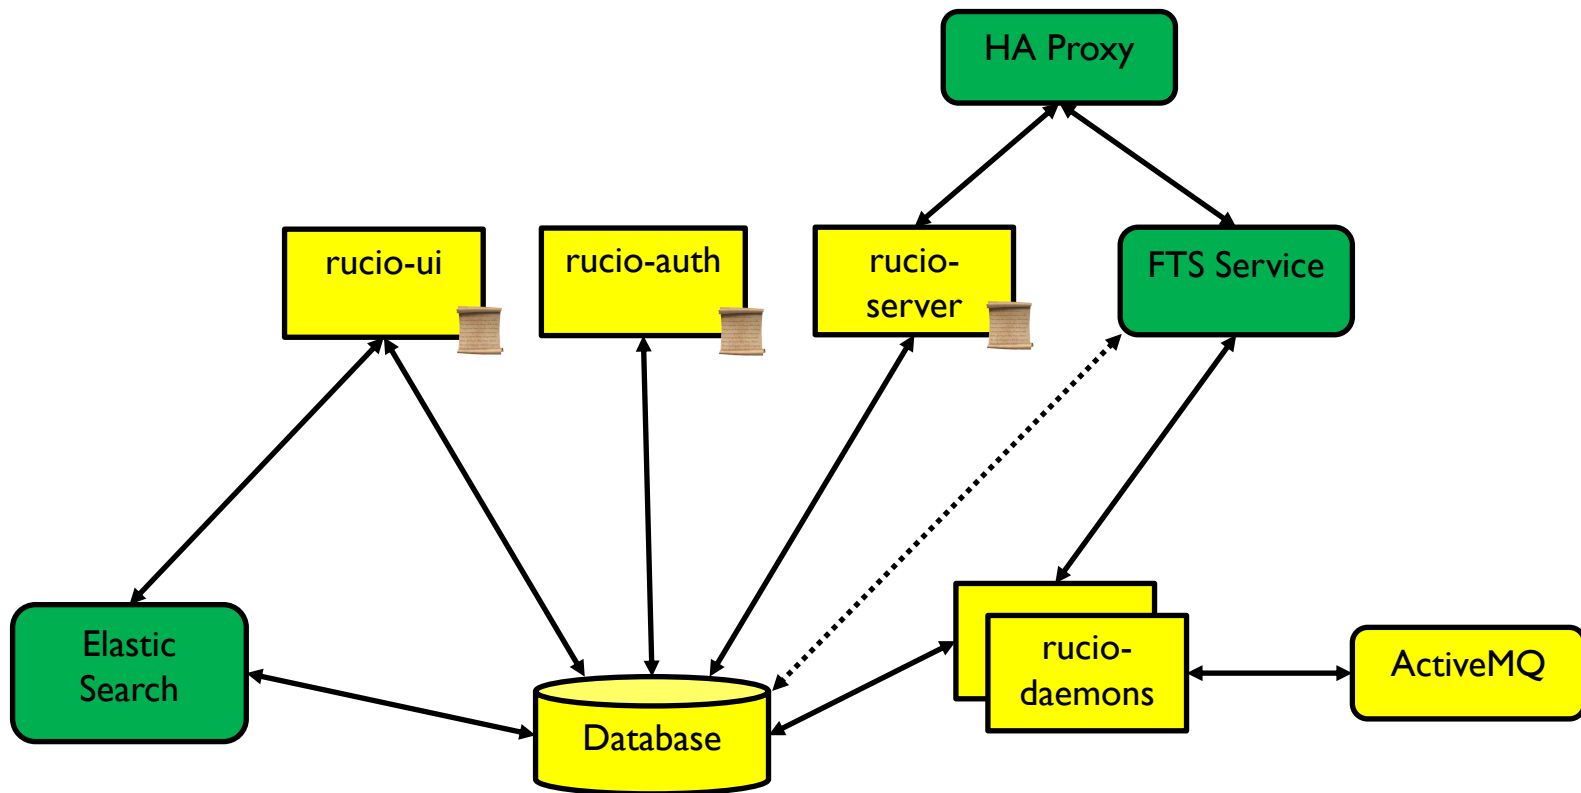 HA Proxy
rucio-ui
rucio-auth
rucio-
server
FTS Service
Elastic
Search
Database
rucio-
daemons
ActiveMQ